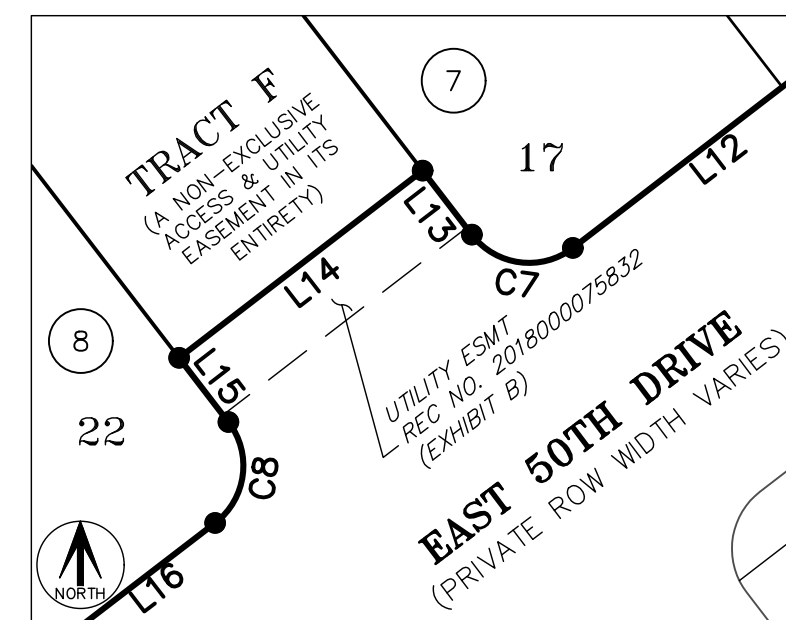 7
TRACT F
(A NON-EXCLUSIVE
ACCESS & UTILITY
EASEMENT IN ITS
ENTIRETY)
17
L12
L13
L14
C7
8
L15
22
UTILITY ESMT
REC NO. 2018000075832
(EXHIBIT B)
EAST 50TH DRIVE
(PRIVATE ROW WIDTH VARIES)
C8
L16
NORTH